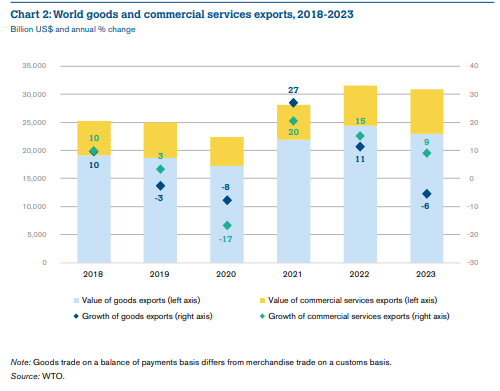 Chart 2: World goods and commercial services exports, 2018-2023
Billion US$ and annual % change
35,000 40
30,000 30
25,000 20
20,000 10
15,000 0
10,000 -10
5,000 -20
0 -30
10 10
3 -3
-8 -17
27 20
15 11
9 -6
2018 2019 2020 2021 2022 2023
Value of goods exports (left axis) Value of commercial services exports (left axis)
Growth of goods exports (right axis) Growth of commercial services exports (right axis)
Note: Goods trade on a balance of payments basis differs from merchandise trade on a customs basis.
Source: WTO.